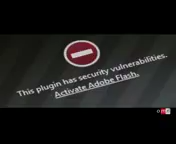 This plugin has security vulnerabilities.
Activate Adobe Flash.